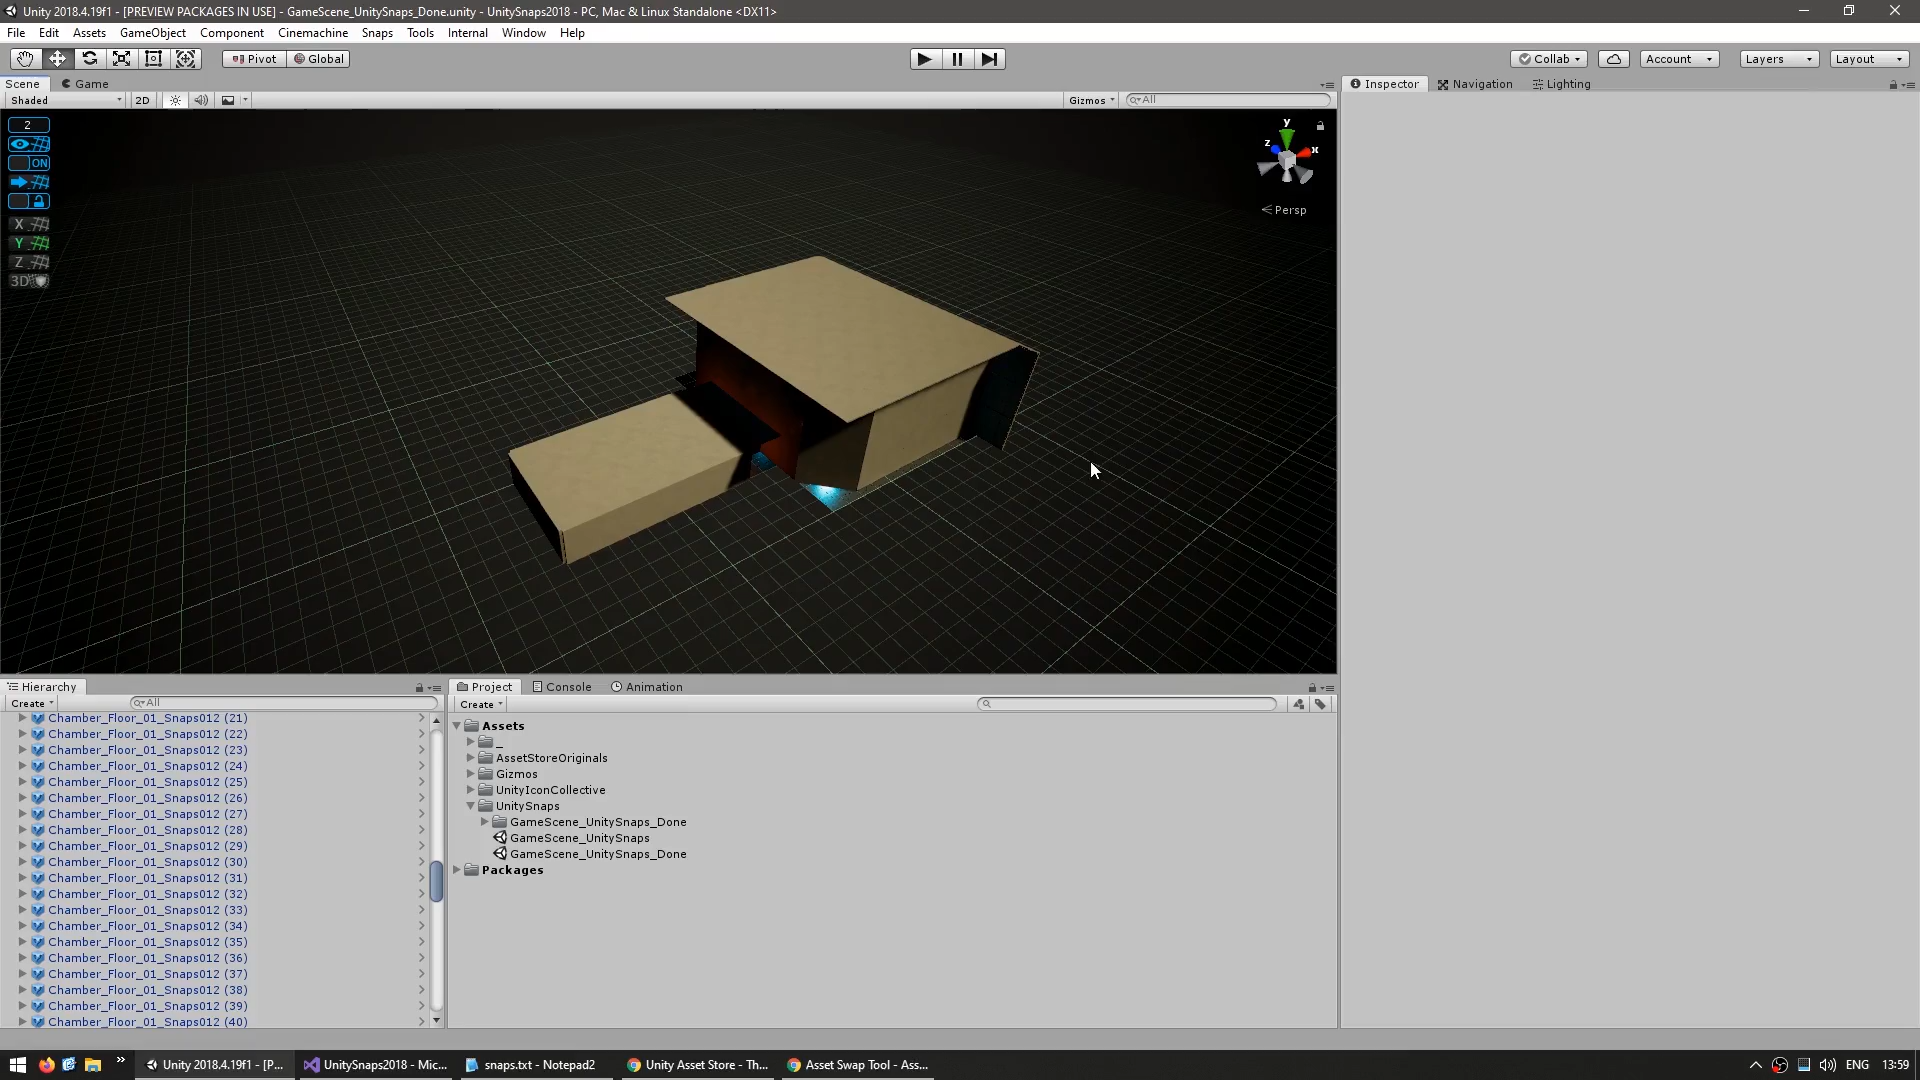 Unity 2018.4.19f1 - [PREVIEW PACKAGES IN USE] - GameScene_UnitySnaps_Done.unity - UnitySnaps2018 - PC, Mac & Linux Standalone <DX11>
File Edit Assets GameObject Component Cinemachine Snaps Tools Internal Window Help
Pivot Global Collab Account Layers Layout
Scene Game Inspector Navigation Lighting
Shaded 2D Gizmos All
2
ON
X
Y
Z
3D
y
z x
Persp
Hierarchy
Create All
Chamber_Floor_01_Snaps012 (21)
Chamber_Floor_01_Snaps012 (22)
Chamber_Floor_01_Snaps012 (23)
Chamber_Floor_01_Snaps012 (24)
Chamber_Floor_01_Snaps012 (25)
Chamber_Floor_01_Snaps012 (26)
Chamber_Floor_01_Snaps012 (27)
Chamber_Floor_01_Snaps012 (28)
Chamber_Floor_01_Snaps012 (29)
Chamber_Floor_01_Snaps012 (30)
Chamber_Floor_01_Snaps012 (31)
Chamber_Floor_01_Snaps012 (32)
Chamber_Floor_01_Snaps012 (33)
Chamber_Floor_01_Snaps012 (34)
Chamber_Floor_01_Snaps012 (35)
Chamber_Floor_01_Snaps012 (36)
Chamber_Floor_01_Snaps012 (37)
Chamber_Floor_01_Snaps012 (38)
Chamber_Floor_01_Snaps012 (39)
Chamber_Floor_01_Snaps012 (40)
Project Console Animation
Create
Assets
_
AssetStoreOriginals
Gizmos
UnityIconCollective
UnitySnaps
GameScene_UnitySnaps_Done
GameScene_UnitySnaps
GameScene_UnitySnaps_Done
Packages
Unity 2018.4.19f1 - [P... UnitySnaps2018 - Mic... snaps.txt - Notepad2 Unity Asset Store - Th... Asset Swap Tool - Ass... ENG 13:59